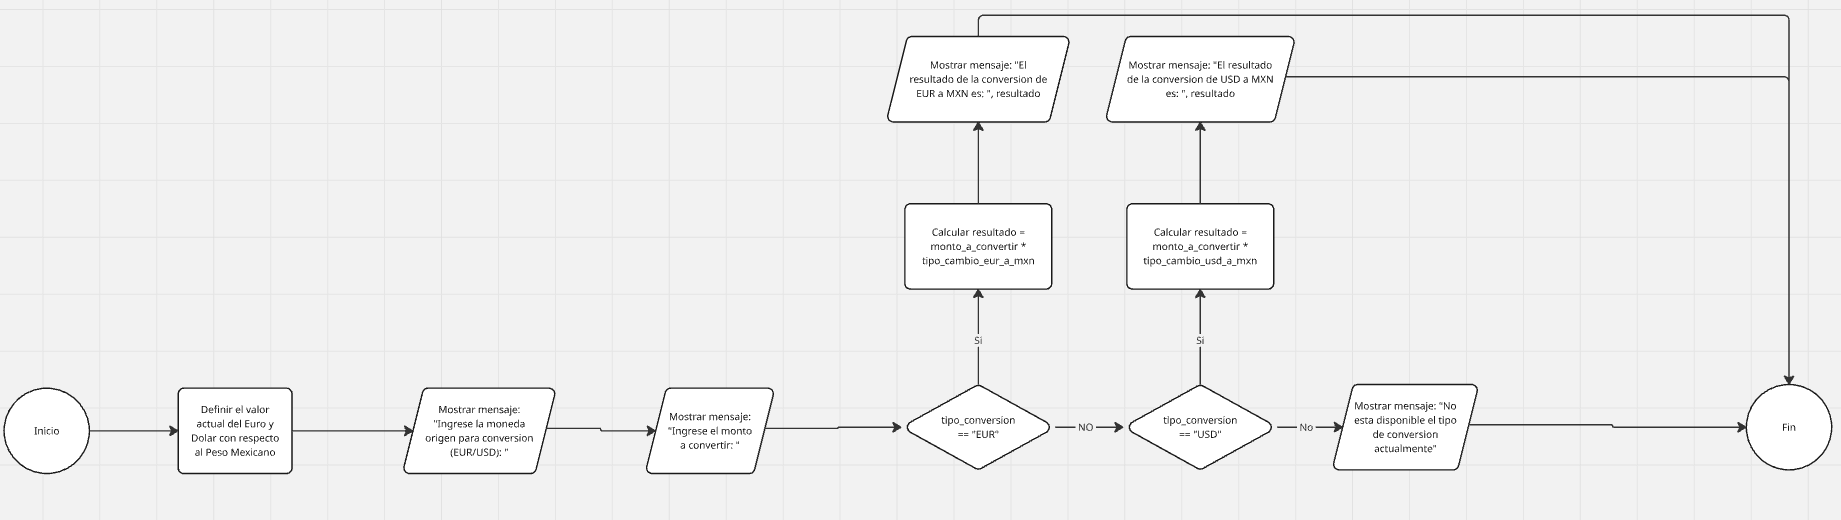 Inicio
Definir el valor
actual del Euro y
Dolar con respecto
al Peso Mexicano
Mostrar mensaje:
"Ingrese la moneda
origen para conversion
(EUR/USD): "
Mostrar mensaje:
"Ingrese el monto
a convertir: "
tipo_conversion
== "EUR"
Si
Calcular resultado =
monto_a_convertir *
tipo_cambio_eur_a_mxn
Mostrar mensaje: "El
resultado de la conversion de
EUR a MXN es: ", resultado
NO
tipo_conversion
== "USD"
Si
Calcular resultado =
monto_a_convertir *
tipo_cambio_usd_a_mxn
Mostrar mensaje: "El resultado
de la conversion de USD a MXN
es: ", resultado
No
Mostrar mensaje: "No
esta disponible el tipo
de conversion
actualmente"
Fin